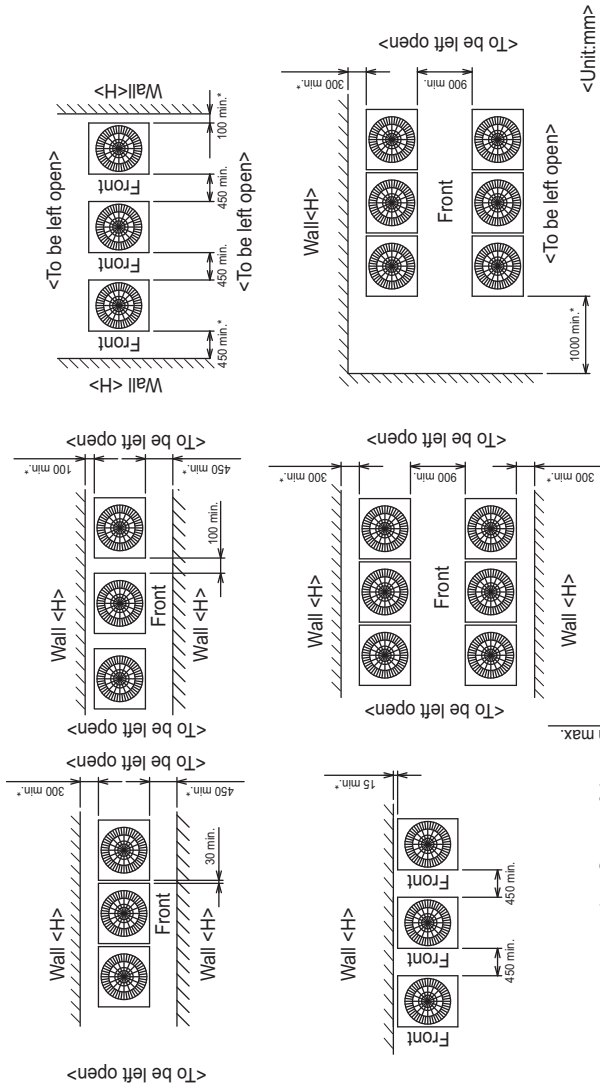 <To be left open>
Wall <H>
300 min.*
Front
30 min.
450 min.*
Wall <H>
<To be left open>
<To be left open>
Wall <H>
100 min.*
Front
100 min.
450 min.*
Wall <H>
<To be left open>
<To be left open>
Wall <H>
Front
Front
Front
Wall<H>
450 min.*
450 min.
450 min.
100 min.*
<To be left open>
Wall <H>
15 min.*
Front
Front
Front
450 min.
450 min.
max.
<To be left open>
Wall <H>
300 min.*
900 min.
Front
300 min.*
Wall <H>
<To be left open>
Wall<H>
300 min.*
900 min.
Front
1000 min.*
<To be left open>
<To be left open>
<Unit:mm>